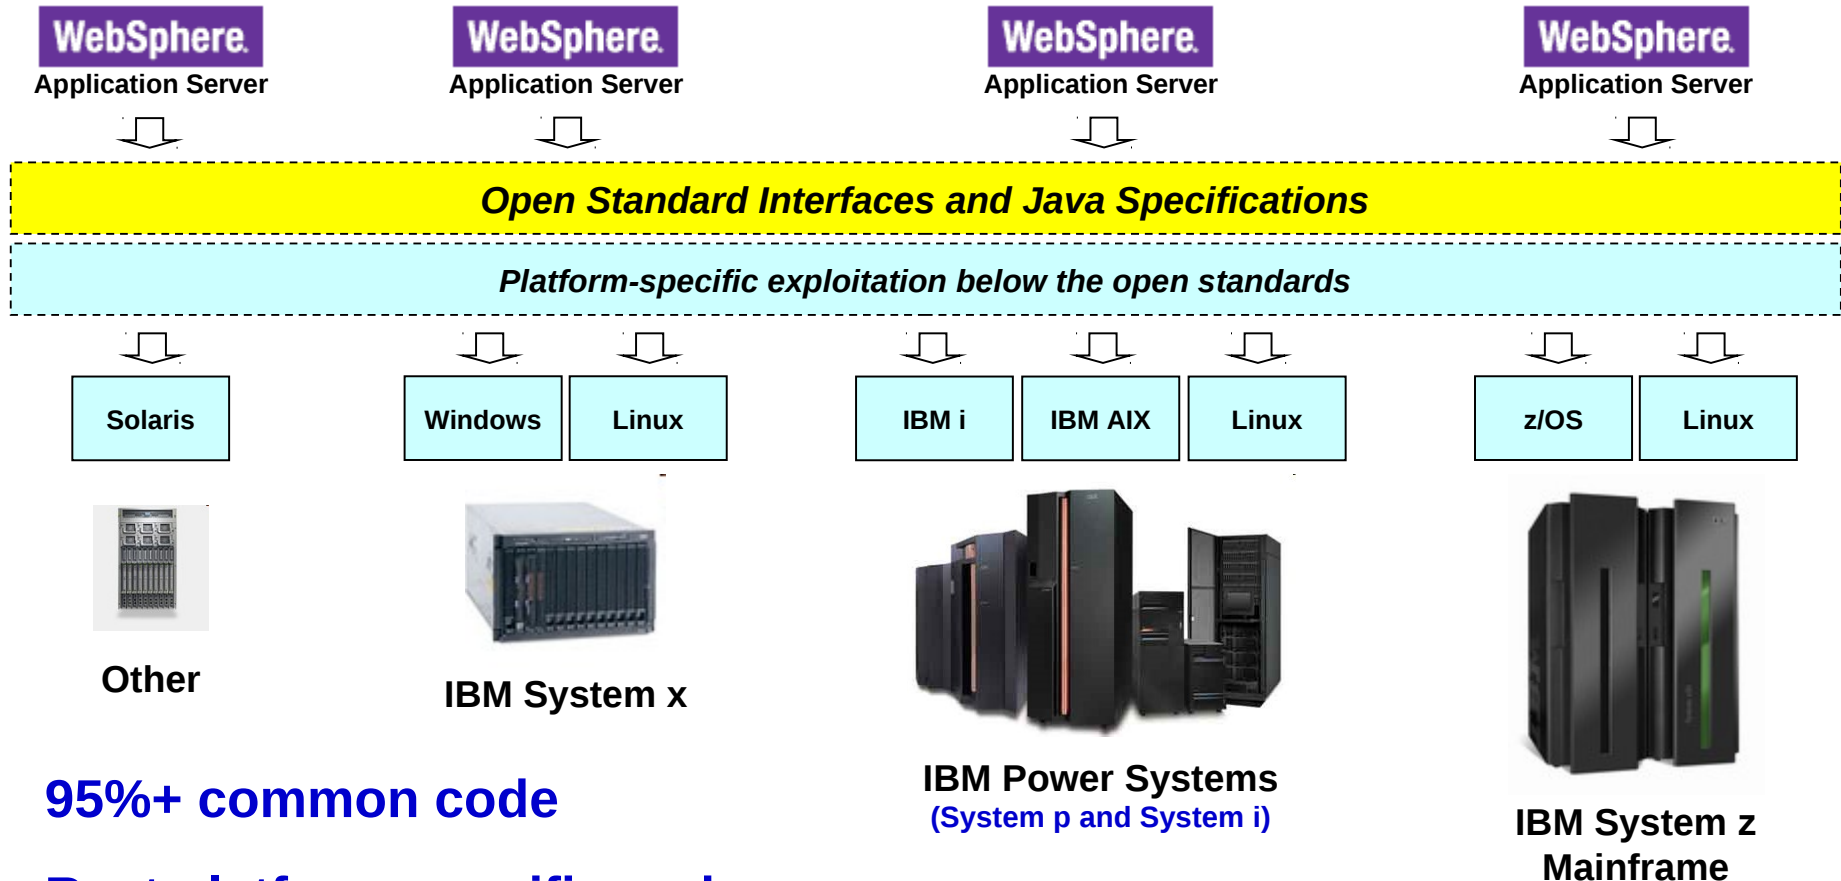 WebSphere.
Application Server
WebSphere.
Application Server
WebSphere.
Application Server
WebSphere.
Application Server
Open Standard Interfaces and Java Specifications
Platform-specific exploitation below the open standards
Solaris
Windows
Linux
IBM i
IBM AIX
Linux
z/OS
Linux
Other
IBM System x
IBM Power Systems
(System p and System i)
IBM System z
Mainframe
95%+ common code